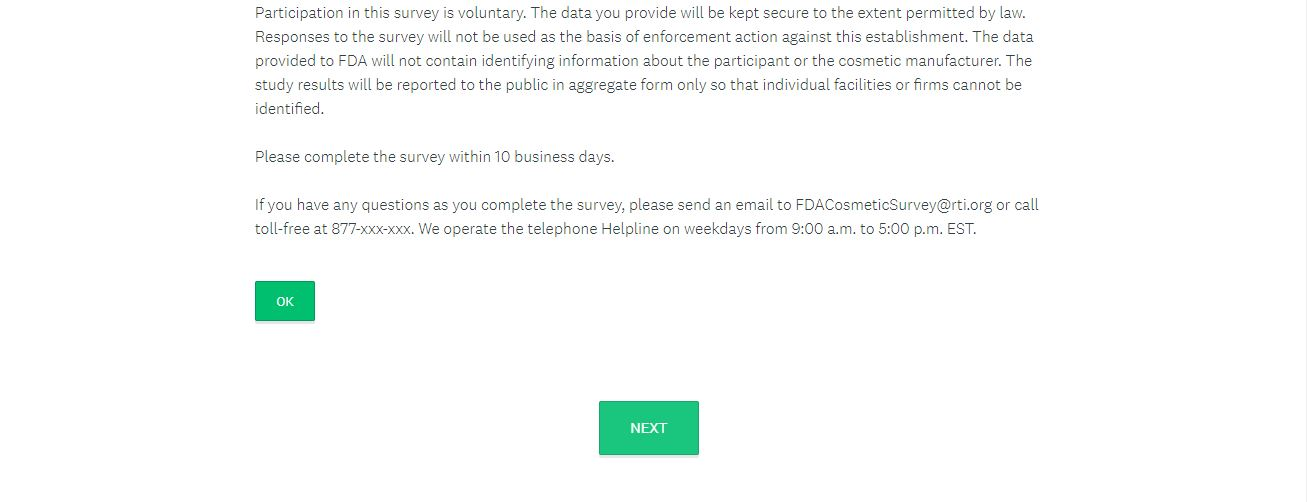 Participation in this survey is voluntary. The data you provide will be kept secure to the extent permitted by law.
Responses to the survey will not be used as the basis of enforcement action against this establishment. The data
provided to FDA will not contain identifying information about the participant or the cosmetic manufacturer. The
study results will be reported to the public in aggregate form only so that individual facilities or firms cannot be
identified.
Please complete the survey within 10 business days.
If you have any questions as you complete the survey, please send an email to FDACosmeticSurvey@rti.org or call
toll-free at 877-xxx-xxx. We operate the telephone Helpline on weekdays from 9:00 a.m. to 5:00 p.m. EST.
OK
NEXT